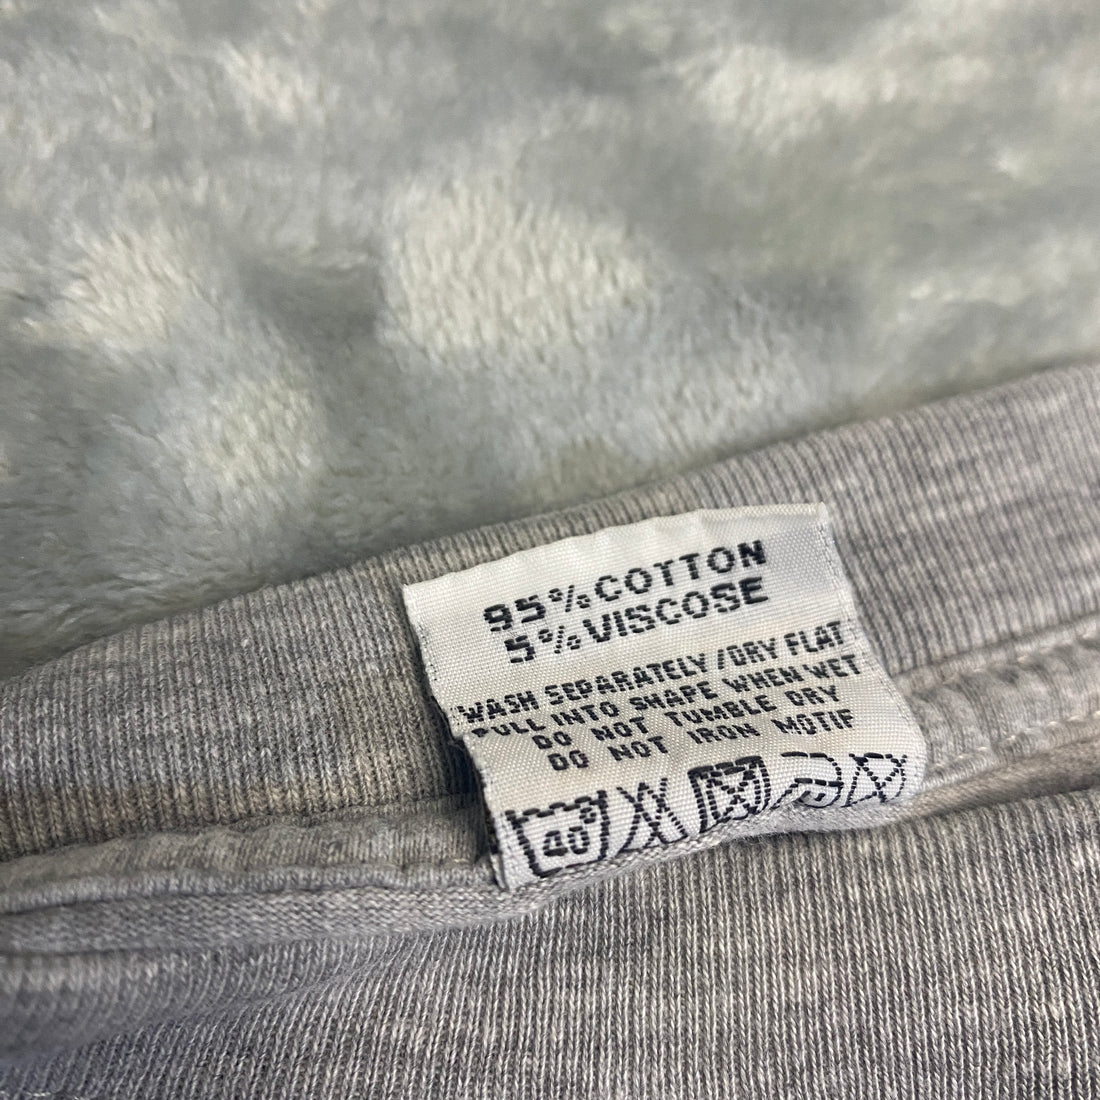 95% COTTON
5% VISCOSE
WASH SEPARATELY/DRY FLAT
PULL INTO SHAPE WHEN WET
DO NOT TUMBLE DRY
DO NOT IRON MOTIF
40°